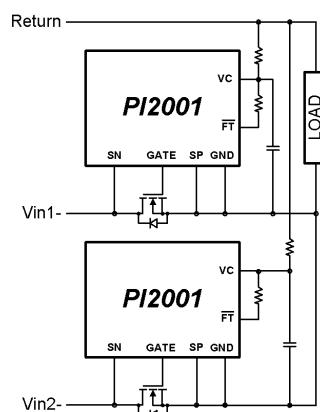 Return
VC
PI2001
FT
LOAD
SN GATE SP GND
Vin1-
VC
PI2001
FT
SN GATE SP GND
Vin2-